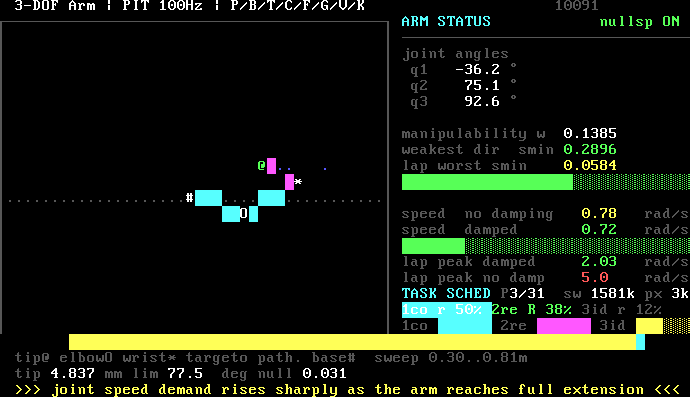 3-DOF Arm | PIT 100Hz | P/B/T/C/F/G/V/K
10091
ARM STATUS nullsp ON
joint angles
q1 -36.2 °
q2 75.1 °
q3 92.6 °
manipulability w 0.1385
weakest dir smin 0.2896
lap worst smin 0.0584
@
*
#
O
speed no damping 0.78 rad/s
speed damped 0.72 rad/s
lap peak damped 2.03 rad/s
lap peak no damp 5.0 rad/s
TASK SCHED P3/31 sw 1581k px 3k
1co r 50% 2re R 38% 3id r 12%
1co 2re 3id
tip@ elbowO wrist* targeto path. base# sweep 0.30..0.81m
tip 4.837 mm lim 77.5 deg null 0.031
>>> joint speed demand rises sharply as the arm reaches full extension <<<